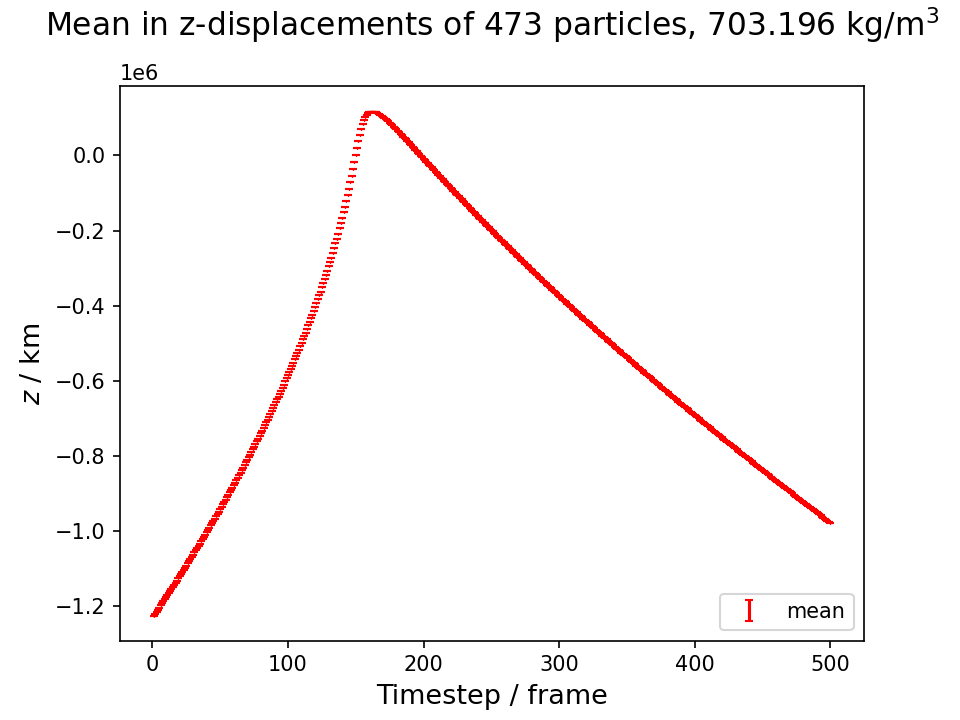 Mean in z-displacements of 473 particles, 703.196 kg/m³
1e6
0.0
−0.2
−0.4
−0.6
−0.8
−1.0
−1.2
z / km
mean
0 100 200 300 400 500
Timestep / frame